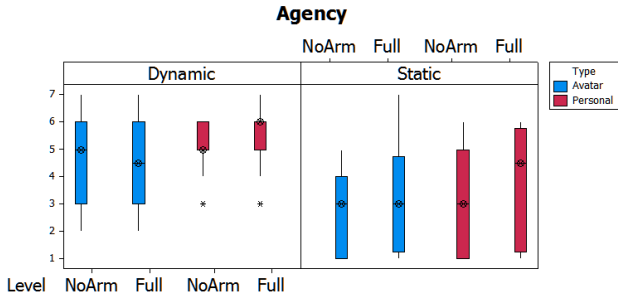 Agency
NoArm Full NoArm Full
Dynamic Static
Type
Avatar
Personal
7
6
5
4
3
2
1
Level NoArm Full NoArm Full